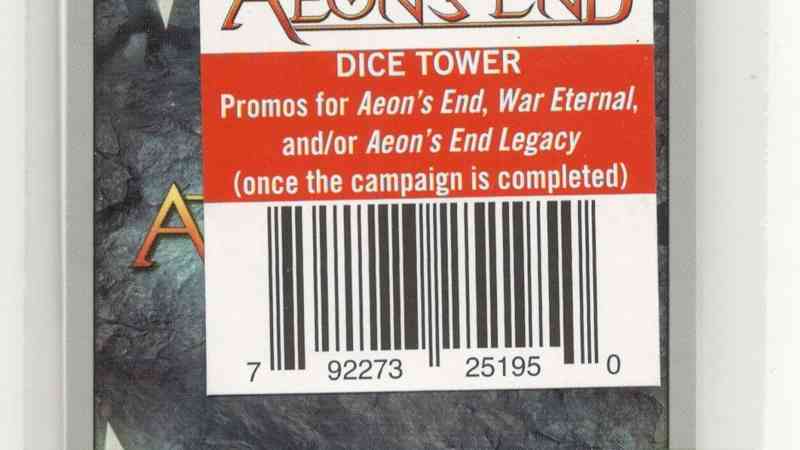 AEON'S END
DICE TOWER
Promos for Aeon's End, War Eternal,
and/or Aeon's End Legacy
(once the campaign is completed)
A
7 92273 25195 0